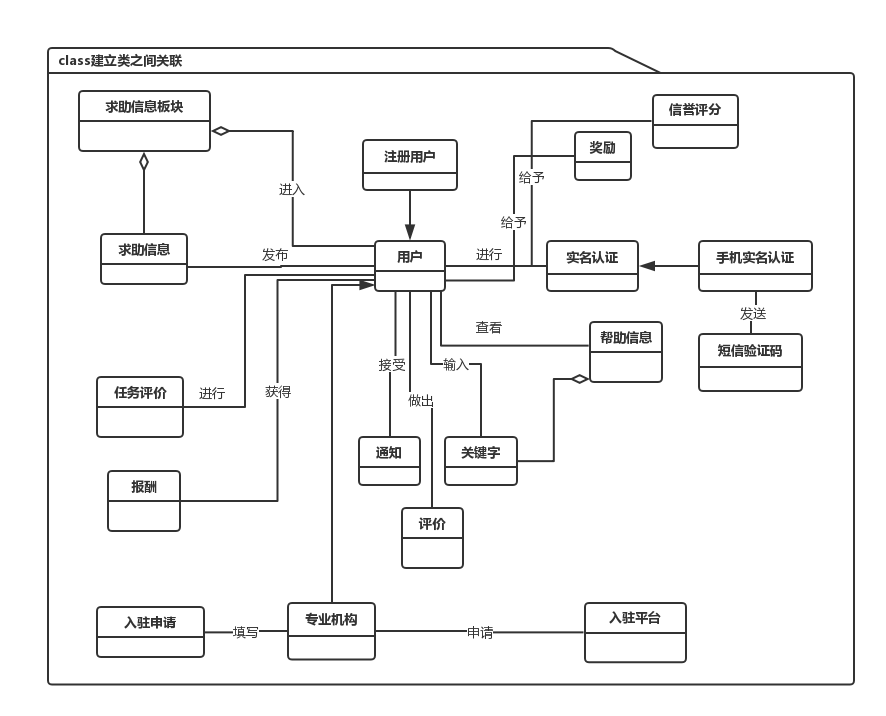 class建立类之间关联
求助信息板块
信誉评分
奖励
注册用户
给予
进入
给予
求助信息
发布
用户
进行
实名认证
手机实名认证
发送
查看
帮助信息
短信验证码
接受
输入
任务评价
进行
获得
做出
通知
关键字
报酬
评价
入驻申请
填写
专业机构
申请
入驻平台